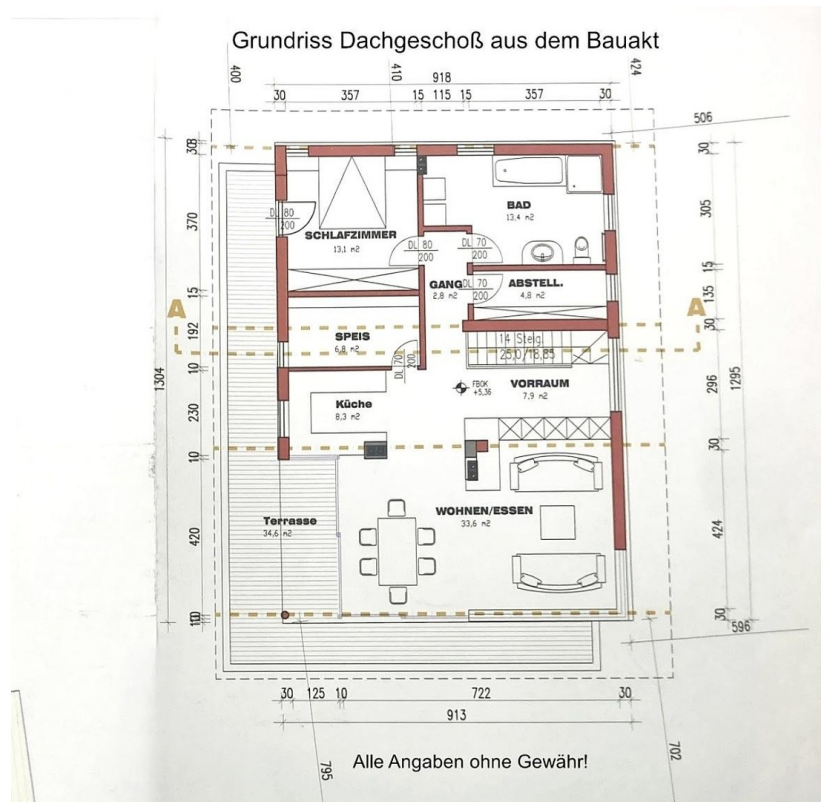 Grundriss Dachgeschoß aus dem Bauakt
400
410
424
918
30 357 15 115 15 357 30
506
BAD
13,4 m2
DL 80
200
SCHLAFZIMMER
13,1 m2
DL 80
200
DL 70
200
GANG
2,8 m2
DL 70
200
ABSTELL.
4,8 m2
A
A
SPEIS
6,8 m2
DL 70
200
14 Steig.
25.0/18,85
FBOK
+5,36
VORRAUM
7,9 m2
Küche
8,3 m2
WOHNEN/ESSEN
33,6 m2
Terrasse
34,6 m2
370
15
192
10
230
10
420
1304
30
305
15
135
30
296
30
424
30
1295
596
30 125 10 722 30
913
795
702
Alle Angaben ohne Gewähr!